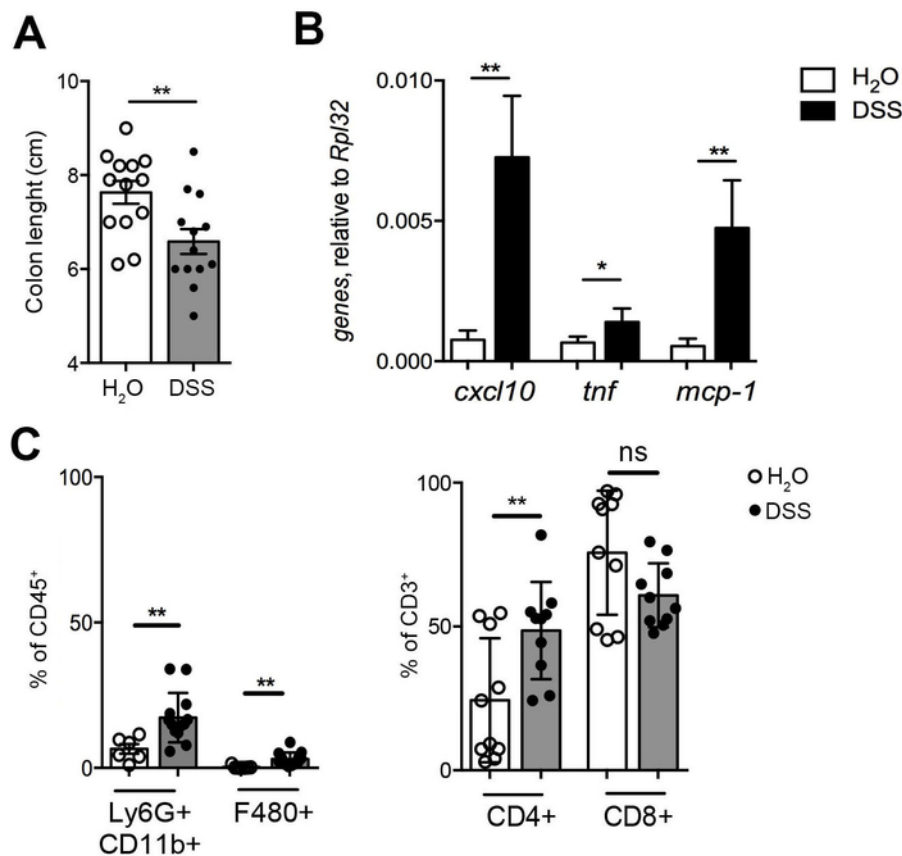 A
B
**
Colon lenght (cm)
10
8
6
4
H₂O
DSS
genes, relative to Rpl32
0.010
0.005
0.000
**
*
**
cxcl10
tnf
mcp-1
H₂O
DSS
C
% of CD45⁺
100
50
0
**
**
Ly6G+
CD11b+
F480+
% of CD3⁺
100
50
0
**
ns
CD4+
CD8+
H₂O
DSS